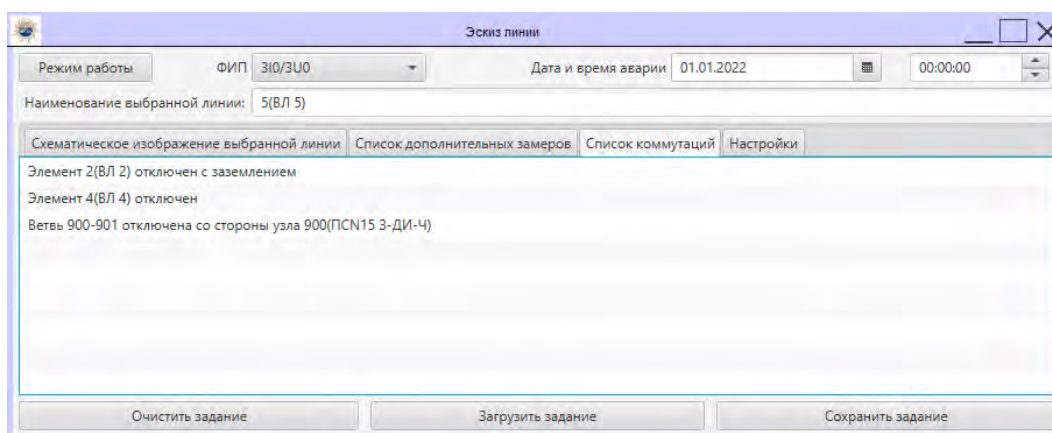 Эскиз линии
Режим работы ФИП 3I0/3U0 Дата и время аварии 01.01.2022 00:00:00
Наименование выбранной линии: 5(ВЛ 5)
Схематическое изображение выбранной линии Список дополнительных замеров Список коммутаций Настройки
Элемент 2(ВЛ 2) отключен с заземлением
Элемент 4(ВЛ 4) отключен
Ветвь 900-901 отключена со стороны узла 900(ПСN15 З-ДИ-Ч)
Очистить задание Загрузить задание Сохранить задание